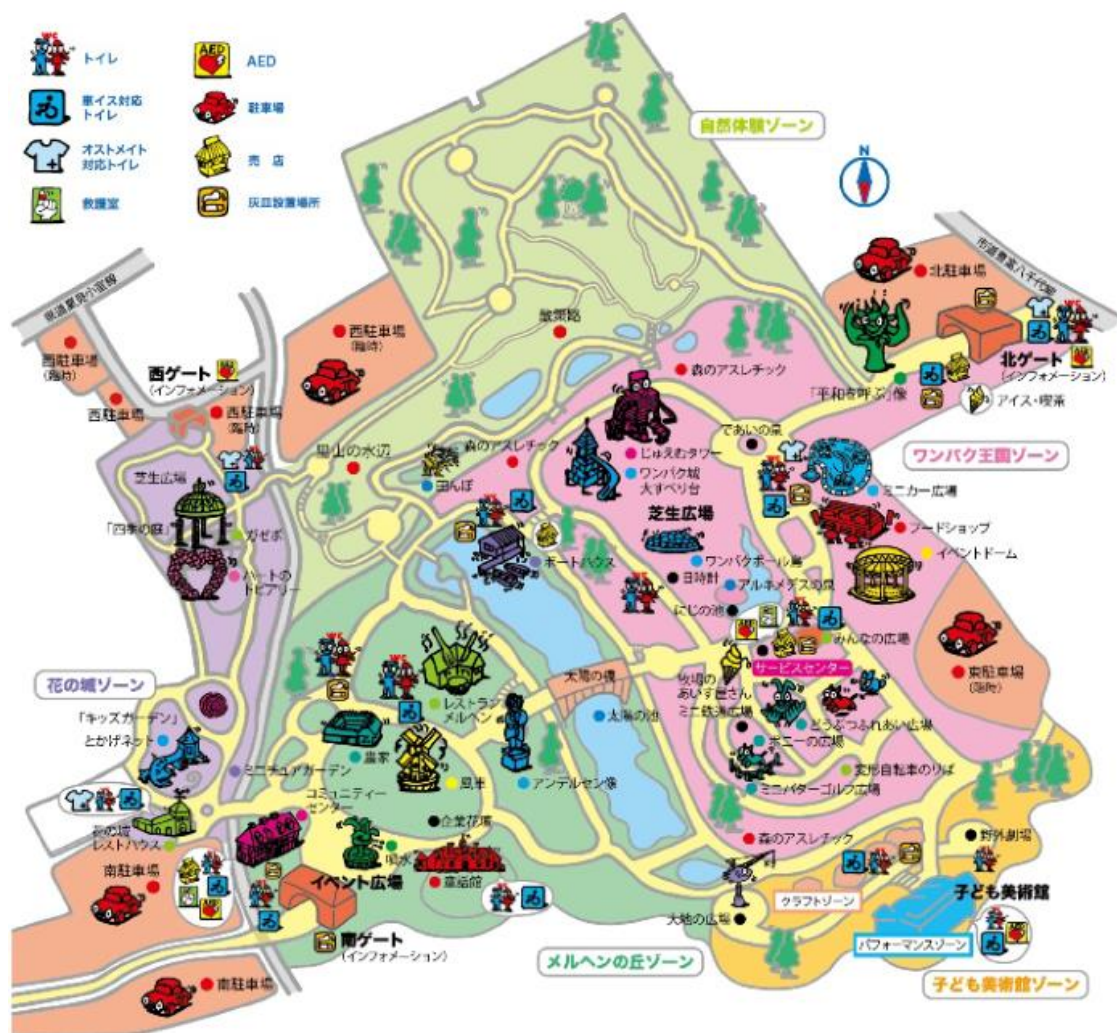 WC
トイレ
AED
AED
車イス対応
トイレ
駐車場
オストメイト
対応トイレ
売店
救護室
灰皿設置場所
自然体験ゾーン
N
市道豊富八千代線
県道夏見小室線
北駐車場
西駐車場
(臨時)
散策路
西駐車場
(臨時)
西ゲート
(インフォメーション)
AED
森のアスレチック
北ゲート
(インフォメーション)
AED
WC
「平和を呼ぶ」像
アイス・喫茶
西駐車場
西駐車場
(臨時)
里山の水辺
森のアスレチック
であいの泉
ワンパク王国ゾーン
じゅえむタワー
ワンパク城
大すべり台
芝生広場
田んぼ
ミニカー広場
芝生広場
「四季の庭」
ガゼボ
フードショップ
イベントドーム
ボートハウス
ワンパクボール島
日時計
アルキメデスの泉
ハートの
トピアリー
にじの池
AED
みんなの広場
サービスセンター
東駐車場
(臨時)
花の城ゾーン
太陽の橋
牧場の
あいす屋さん
ミニ鉄道広場
レストラン
メルヘン
太陽の池
どうぶつふれあい広場
「キッズガーデン」
とかげネット
ポニーの広場
ミニチュアガーデン
農家
風車
アンデルセン像
変形自転車のりば
ミニパターゴルフ広場
コミュニティー
センター
企業花壇
花の城
レストハウス
森のアスレチック
野外劇場
噴水
イベント広場
童話館
南駐車場
AED
子ども美術館
クラフトゾーン
大地の広場
南ゲート
(インフォメーション)
パフォーマンスゾーン
AED
メルヘンの丘ゾーン
子ども美術館ゾーン
南駐車場